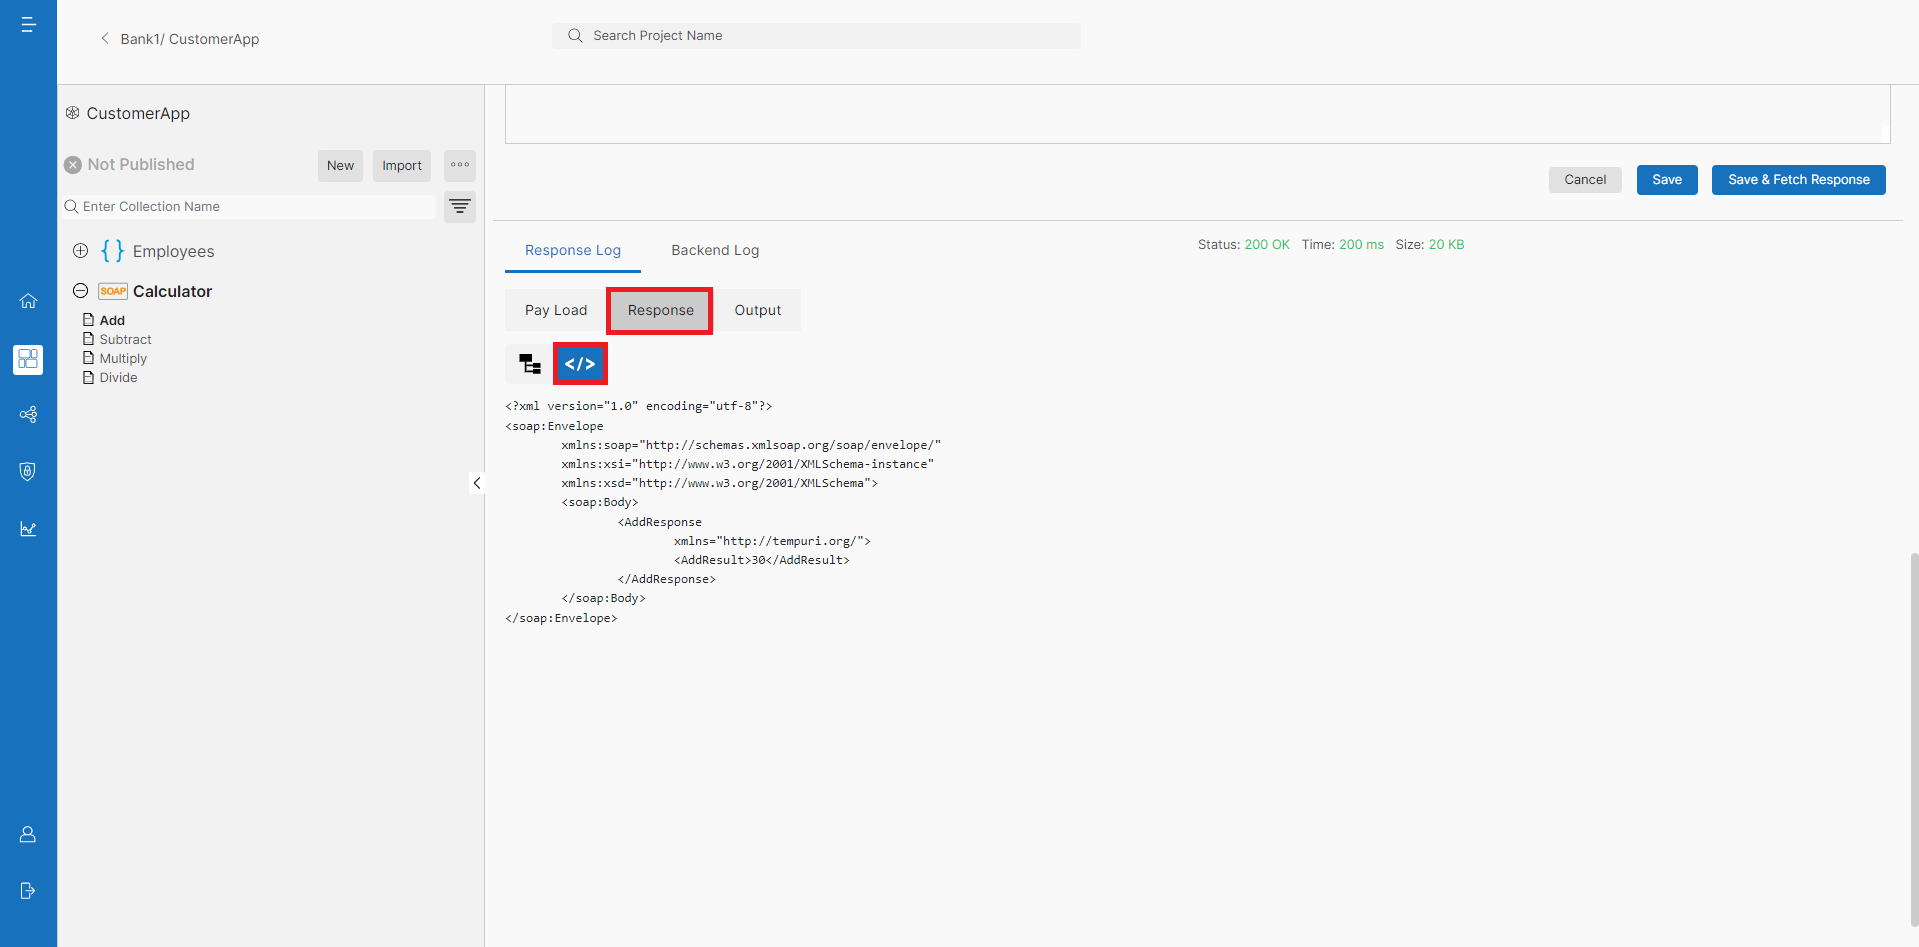 Bank1/ CustomerApp
Search Project Name
CustomerApp
Not Published
New
Import
Enter Collection Name
{ } Employees
SOAP Calculator
Add
Subtract
Multiply
Divide
Cancel
Save
Save & Fetch Response
Response Log
Backend Log
Status: 200 OK Time: 200 ms Size: 20 KB
Pay Load
Response
Output
</>
<?xml version="1.0" encoding="utf-8"?>
<soap:Envelope
xmlns:soap="http://schemas.xmlsoap.org/soap/envelope/"
xmlns:xsi="http://www.w3.org/2001/XMLSchema-instance"
xmlns:xsd="http://www.w3.org/2001/XMLSchema">
<soap:Body>
<AddResponse
xmlns="http://tempuri.org/">
<AddResult>30</AddResult>
</AddResponse>
</soap:Body>
</soap:Envelope>